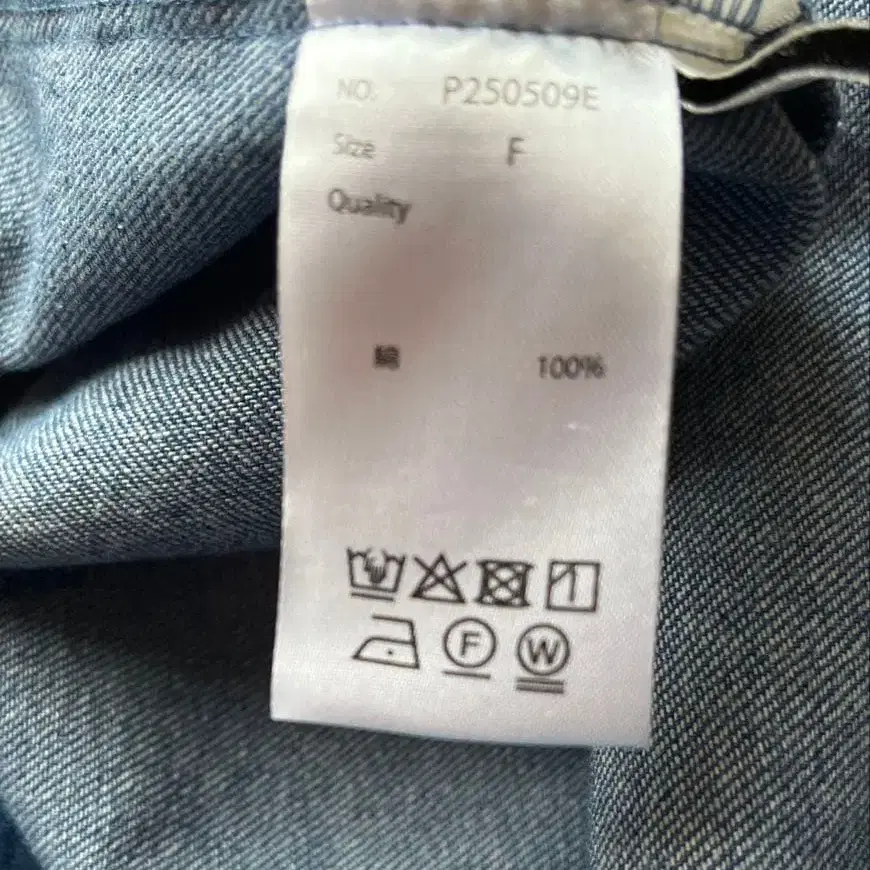 NO. P250509E
Size F
Quality
綿 100%
F W